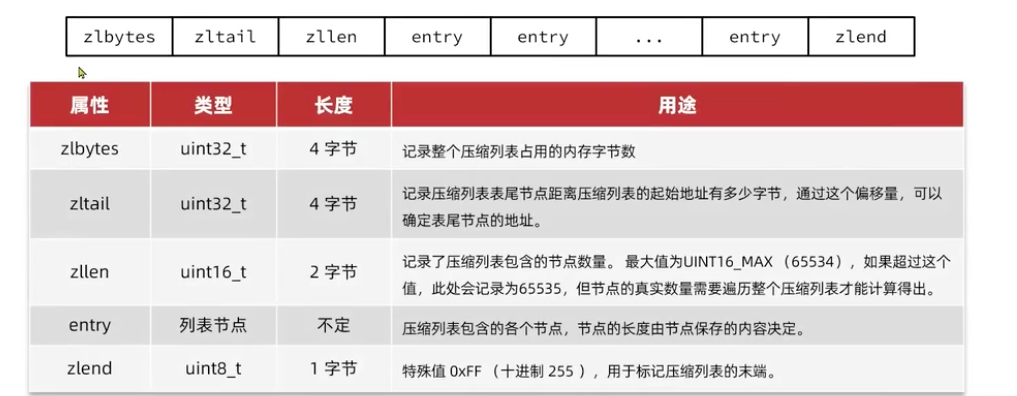 zlbytes zltail zllen entry entry ... entry zlend
属性 类型 长度 用途
zlbytes uint32_t 4 字节 记录整个压缩列表占用的内存字节数
zltail uint32_t 4 字节 记录压缩列表表尾节点距离压缩列表的起始地址有多少字节，通过这个偏移量，可以
确定表尾节点的地址。
zllen uint16_t 2 字节 记录了压缩列表包含的节点数量。 最大值为UINT16_MAX （65534），如果超过这个
值，此处会记录为65535，但节点的真实数量需要遍历整个压缩列表才能计算得出。
entry 列表节点 不定 压缩列表包含的各个节点，节点的长度由节点保存的内容决定。
zlend uint8_t 1 字节 特殊值 0xFF （十进制 255 ），用于标记压缩列表的末端。